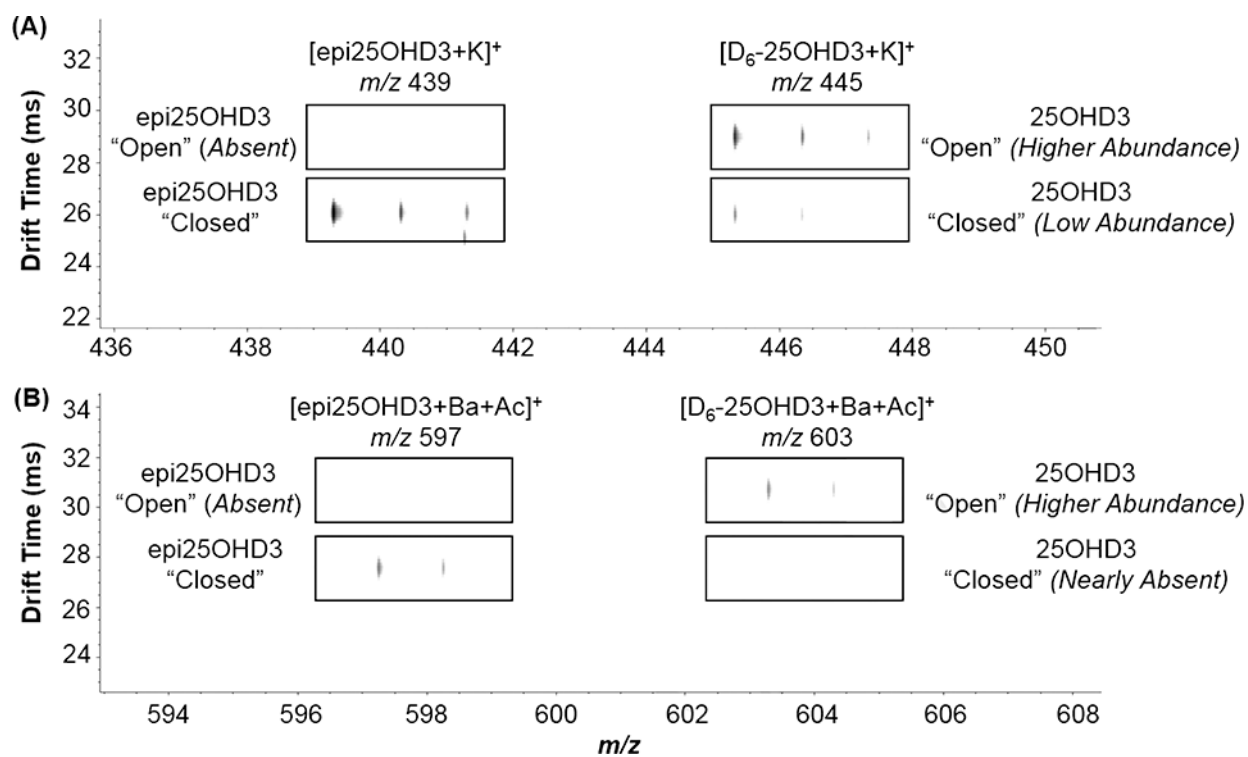 (A)
Drift Time (ms)
32
30
28
26
24
22
[epi25OHD3+K]⁺
m/z 439
[D₆-25OHD3+K]⁺
m/z 445
epi25OHD3
“Open” (Absent)
epi25OHD3
“Closed”
25OHD3
“Open” (Higher Abundance)
25OHD3
“Closed” (Low Abundance)
436 438 440 442 444 446 448 450
(B)
Drift Time (ms)
34
32
30
28
26
24
[epi25OHD3+Ba+Ac]⁺
m/z 597
[D₆-25OHD3+Ba+Ac]⁺
m/z 603
epi25OHD3
“Open” (Absent)
epi25OHD3
“Closed”
25OHD3
“Open” (Higher Abundance)
25OHD3
“Closed” (Nearly Absent)
594 596 598 600 602 604 606 608
m/z